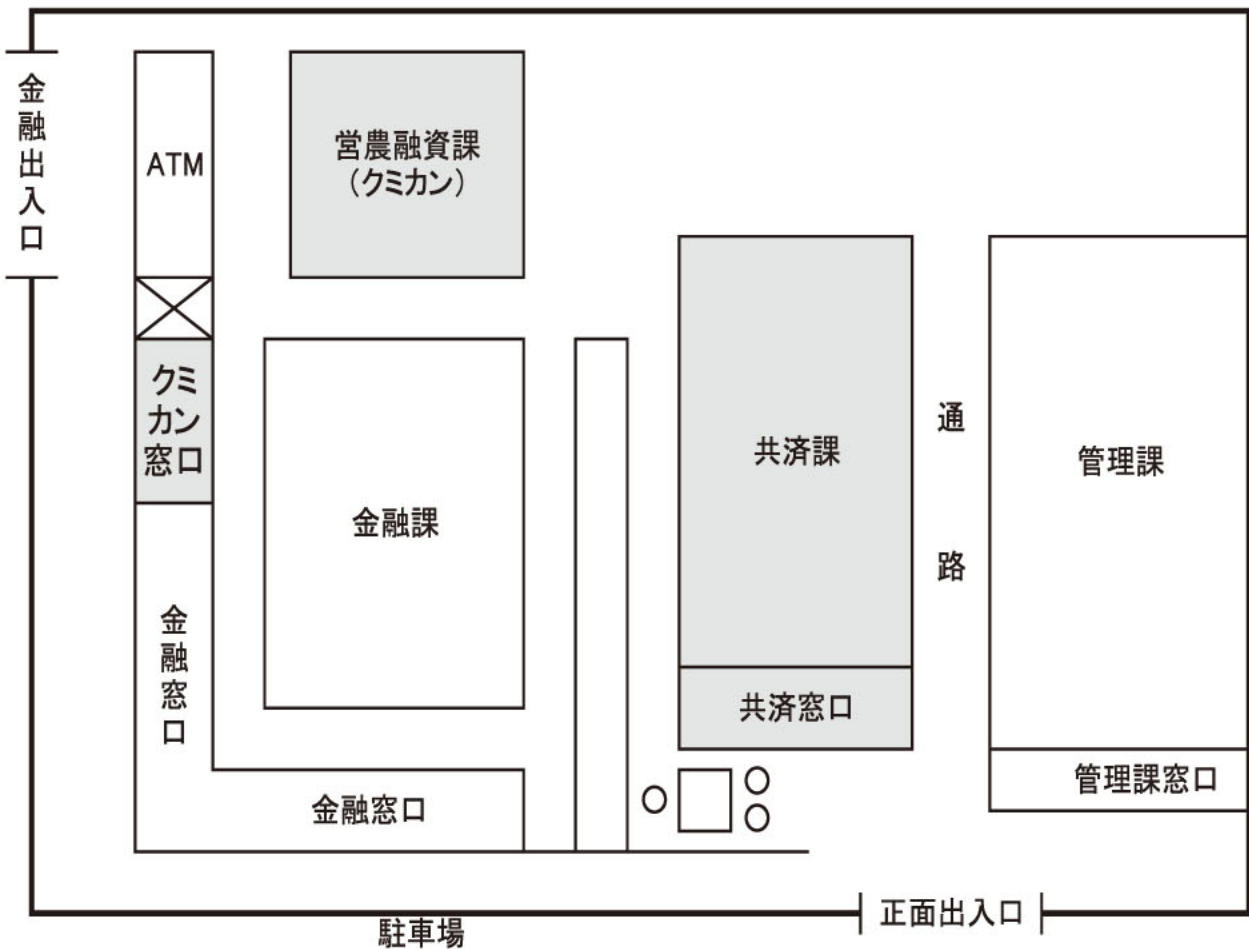 金融出入口
ATM
営農融資課
（クミカン）
クミ
カン
窓口
金融課
共済課
通路
管理課
金融窓口
共済窓口
管理課窓口
金融窓口
正面出入口
駐車場